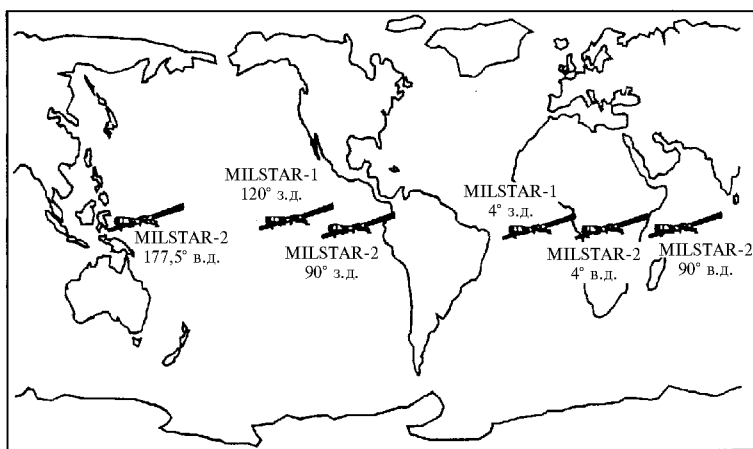 MILSTAR-1
120° з.д.
MILSTAR-2
177,5° в.д.
MILSTAR-2
90° з.д.
MILSTAR-1
4° з.д.
MILSTAR-2
4° в.д.
MILSTAR-2
90° в.д.